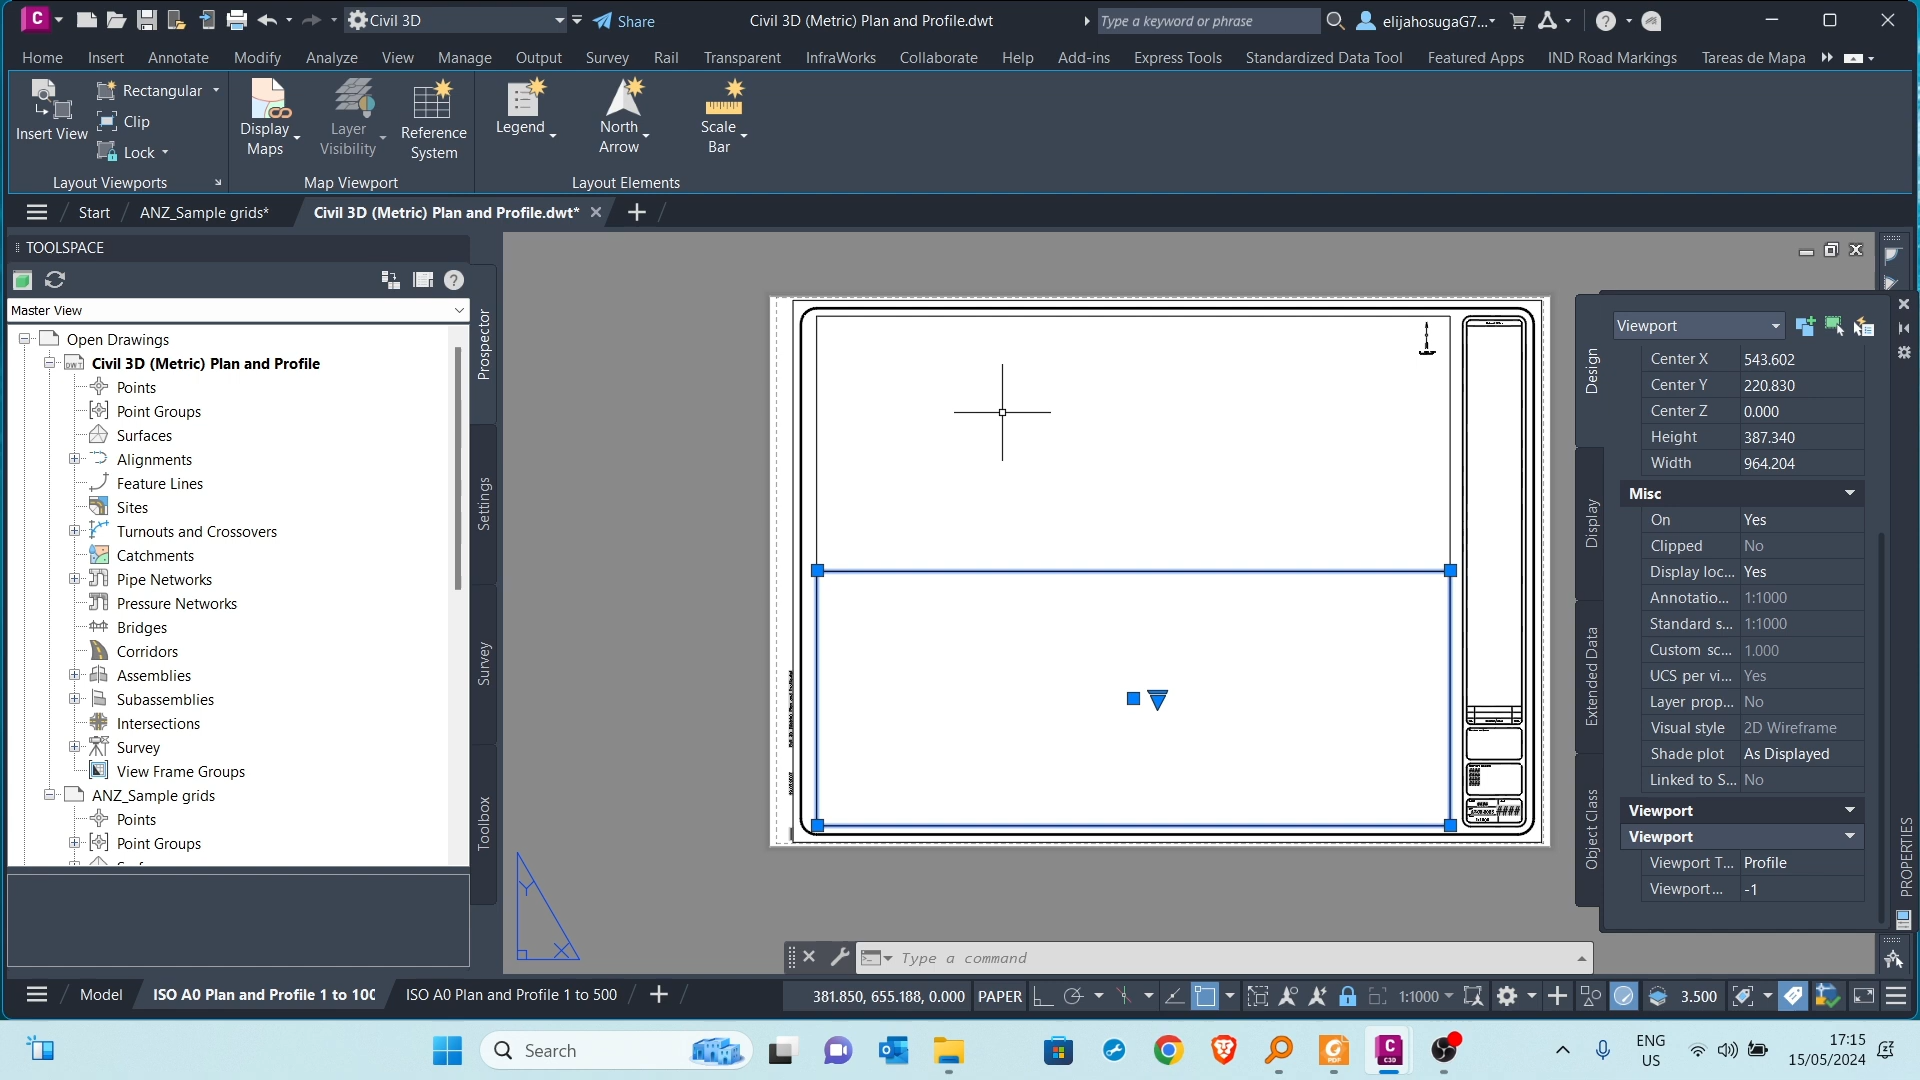 C
Civil 3D
Share
Civil 3D (Metric) Plan and Profile.dwt
Type a keyword or phrase
elijahosugaG7...
Home
Insert
Annotate
Modify
Analyze
View
Manage
Output
Survey
Rail
Transparent
InfraWorks
Collaborate
Help
Add-ins
Express Tools
Standardized Data Tool
Featured Apps
IND Road Markings
Tareas de Mapa
Insert View
Rectangular
Clip
Lock
Display Maps
Layer Visibility
Reference System
Legend
North Arrow
Scale Bar
Layout Viewports
Map Viewport
Layout Elements
Start
ANZ_Sample grids*
Civil 3D (Metric) Plan and Profile.dwt*
TOOLSPACE
Master View
Open Drawings
Civil 3D (Metric) Plan and Profile
Points
Point Groups
Surfaces
Alignments
Feature Lines
Sites
Turnouts and Crossovers
Catchments
Pipe Networks
Pressure Networks
Bridges
Corridors
Assemblies
Subassemblies
Intersections
Survey
View Frame Groups
ANZ_Sample grids
Points
Point Groups
Prospector
Settings
Survey
Toolbox
Y
X
Viewport
Center X 543.602
Center Y 220.830
Center Z 0.000
Height 387.340
Width 964.204
Misc
On Yes
Clipped No
Display loc... Yes
Annotatio... 1:1000
Standard s... 1:1000
Custom sc... 1.000
UCS per vi... Yes
Layer prop... No
Visual style 2D Wireframe
Shade plot As Displayed
Linked to S... No
Viewport
Viewport
Viewport T... Profile
Viewport... -1
Design
Display
Extended Data
Object Class
PROPERTIES
Type a command
Model
ISO A0 Plan and Profile 1 to 100
ISO A0 Plan and Profile 1 to 500
381.850, 655.188, 0.000
PAPER
1:1000
3.500
Search
C3D
ENG
US
17:15
15/05/2024